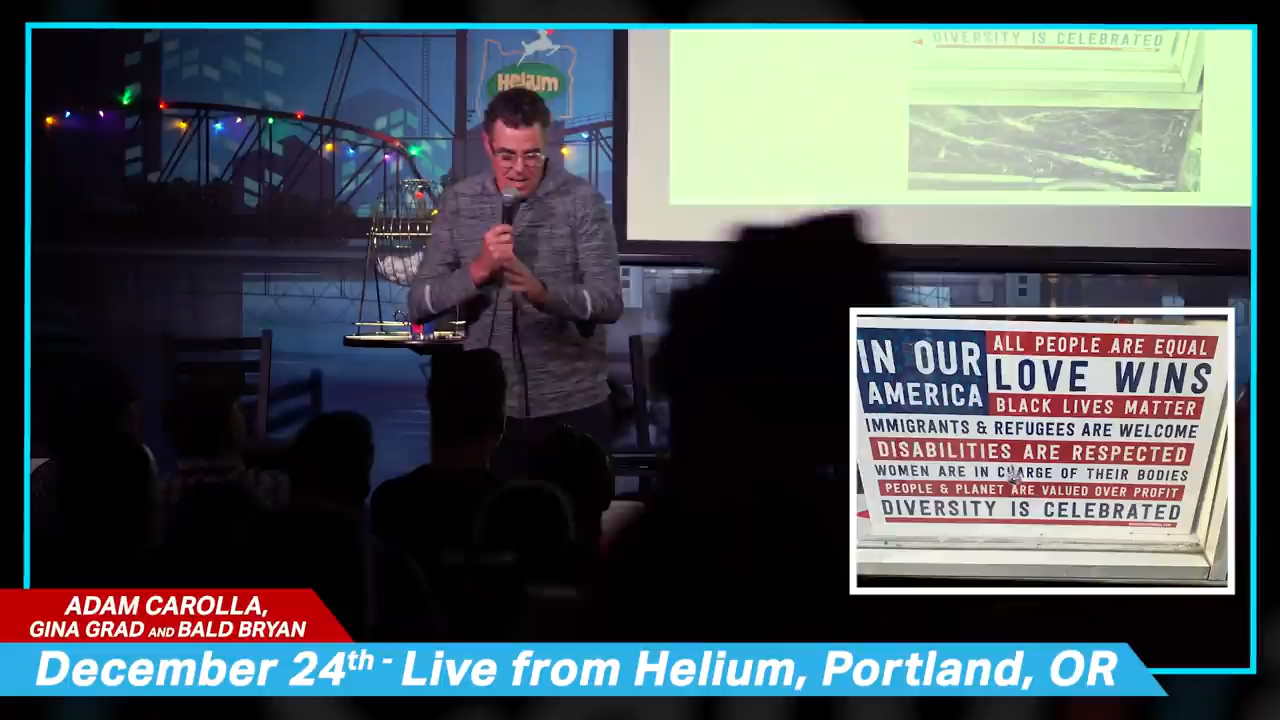 DIVERSITY IS CELEBRATED
Helium
IN OUR
AMERICA
ALL PEOPLE ARE EQUAL
LOVE WINS
BLACK LIVES MATTER
IMMIGRANTS & REFUGEES ARE WELCOME
DISABILITIES ARE RESPECTED
WOMEN ARE IN CHARGE OF THEIR BODIES
PEOPLE & PLANET ARE VALUED OVER PROFIT
DIVERSITY IS CELEBRATED
ADAM CAROLLA,
GINA GRAD AND BALD BRYAN
December 24th - Live from Helium, Portland, OR